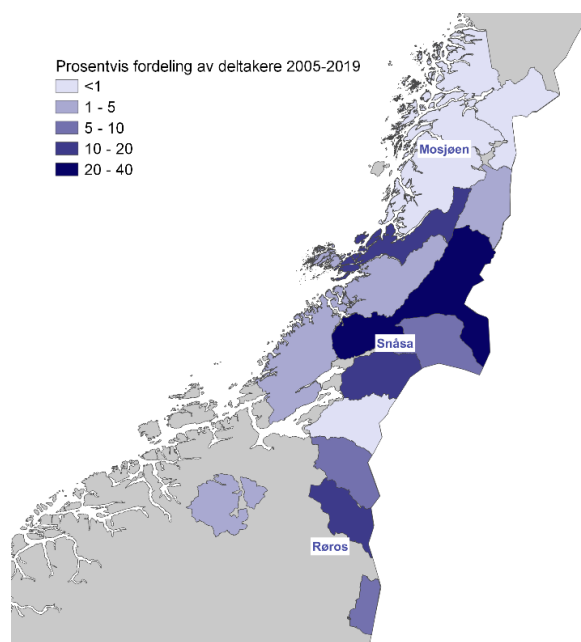 Prosentvis fordeling av deltakere 2005-2019
<1
1 - 5
5 - 10
10 - 20
20 - 40
Mosjøen
Snåsa
Røros